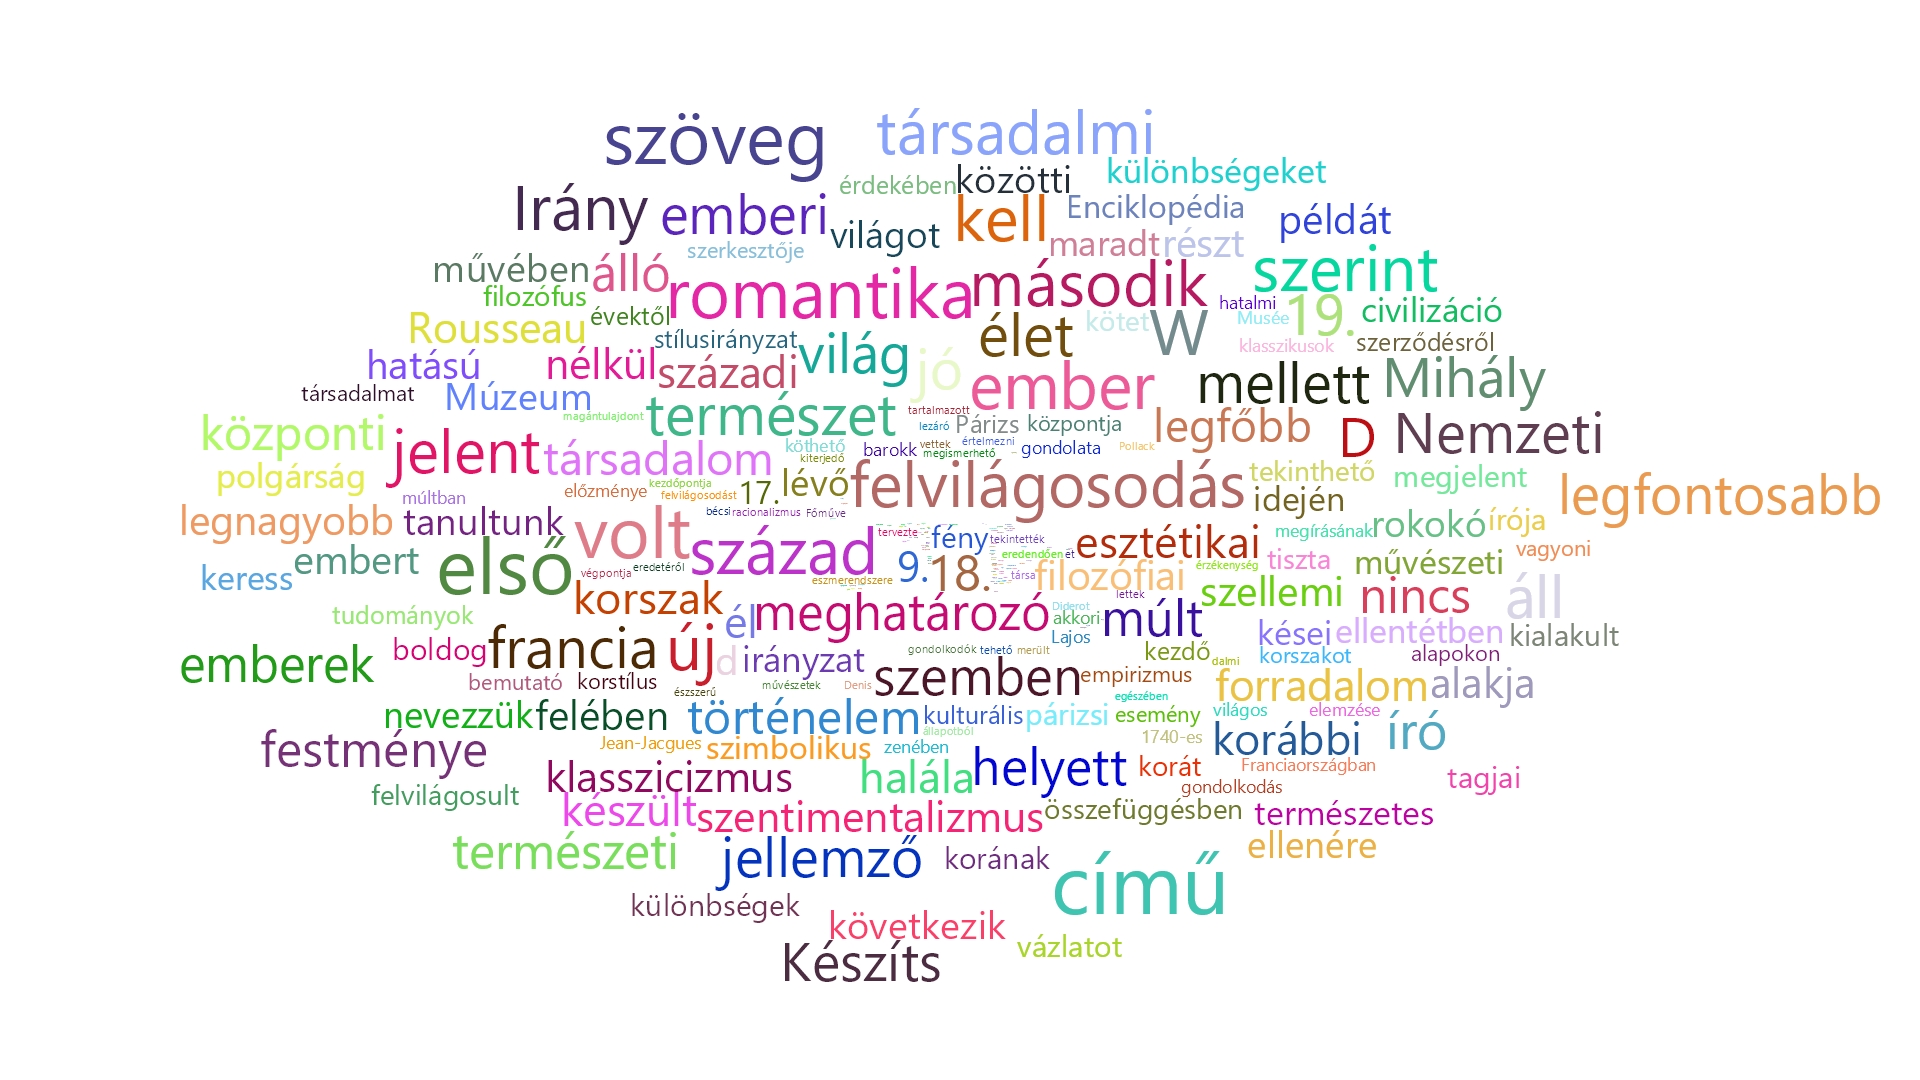 szöveg társadalmi
érdekében közötti különbségeket
Irány emberi világot kell Enciklopédia példát
szerkesztője maradt részt
művében álló romantika második szerint
filozófus hatalmi 19. civilizáció
Rousseau évektől élet kötet W Musée
stílusirányzat világ klasszikusok szerződésről
hatású nélkül századi jó ember mellett Mihály
társadalmat Múzeum magántulajdont természet tartalmazott Párizs központja legfőbb D Nemzeti
lezáró
központi jelent társadalom köthető barokk vettek értelmezni gondolata Pollack
kiterjedő megismerhető
polgárság múltban előzménye kezdőpontja 17. lévő felvilágosodás tekinthető megjelent legfontosabb
felvilágosodást idején
legnagyobb tanultunk volt bécsi racionalizmus Főműve megírásának rokokó írója
első század tervezte fény tekintették esztétikai tiszta művészeti vagyoni
keress embert végpontja eredetéről eszmerendszere 9. 18. eredendően ét társa filozófiai érzékenység
korszak lettek szellemi nincs áll
tudományok él meghatározó Diderot akkori múlt
boldog francia új Lajos kései ellentétben kialakult
emberek d irányzat gondolkodók tehető merült kezdő dalmi korszakot alapokon
bemutató korstílus észszerű művészetek Denis szemben empirizmus forradalom alakja
egészében
nevezzük felében történelem kulturális párizsi esemény világos elemzése
festménye Jean-Jacgues szimbolikus állapotból zenében 1740-es korábbi író
klasszicizmus halála helyett korát Franciaországban tagjai
felvilágosult gondolkodás
készült szentimentalizmus összefüggésben természetes
természeti jellemző korának ellenére
különbségek című
következik vázlatot
Készíts